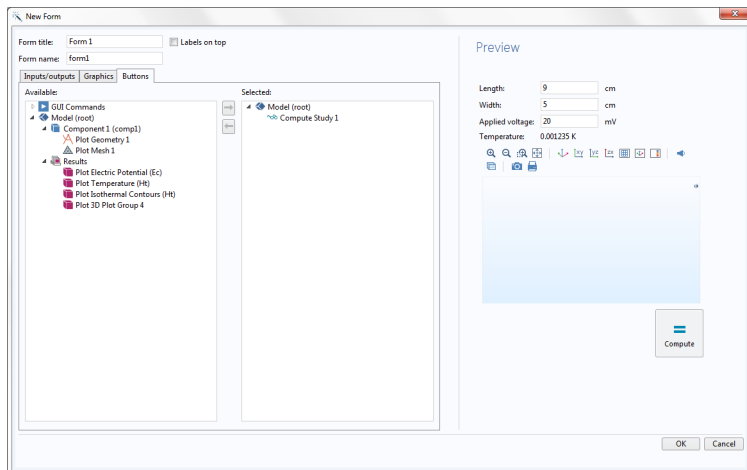 New Form
Form title: Form 1 Labels on top
Form name: form1
Inputs/outputs Graphics Buttons
Available:
GUI Commands
Model (root)
Component 1 (comp1)
Plot Geometry 1
Plot Mesh 1
Results
Plot Electric Potential (Ec)
Plot Temperature (Ht)
Plot Isothermal Contours (Ht)
Plot 3D Plot Group 4
Selected:
Model (root)
Compute Study 1
Preview
Length: 9 cm
Width: 5 cm
Applied voltage: 20 mV
Temperature: 0.001235 K
xy yz zx
Compute
OK Cancel